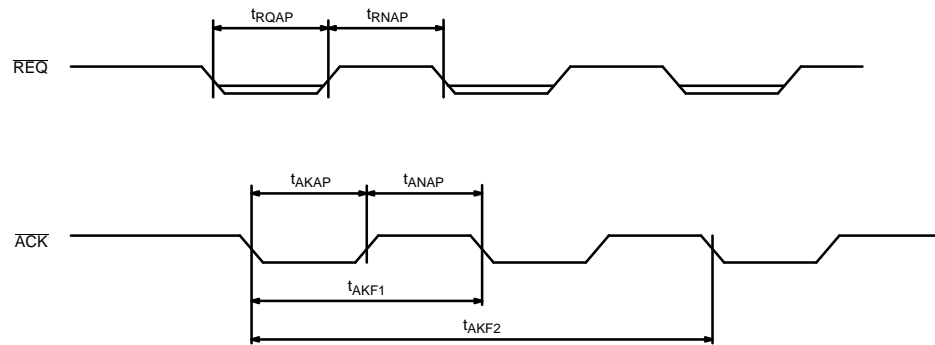 tRQAP tRNAP
REQ
tAKAP tANAP
ACK
tAKF1
tAKF2